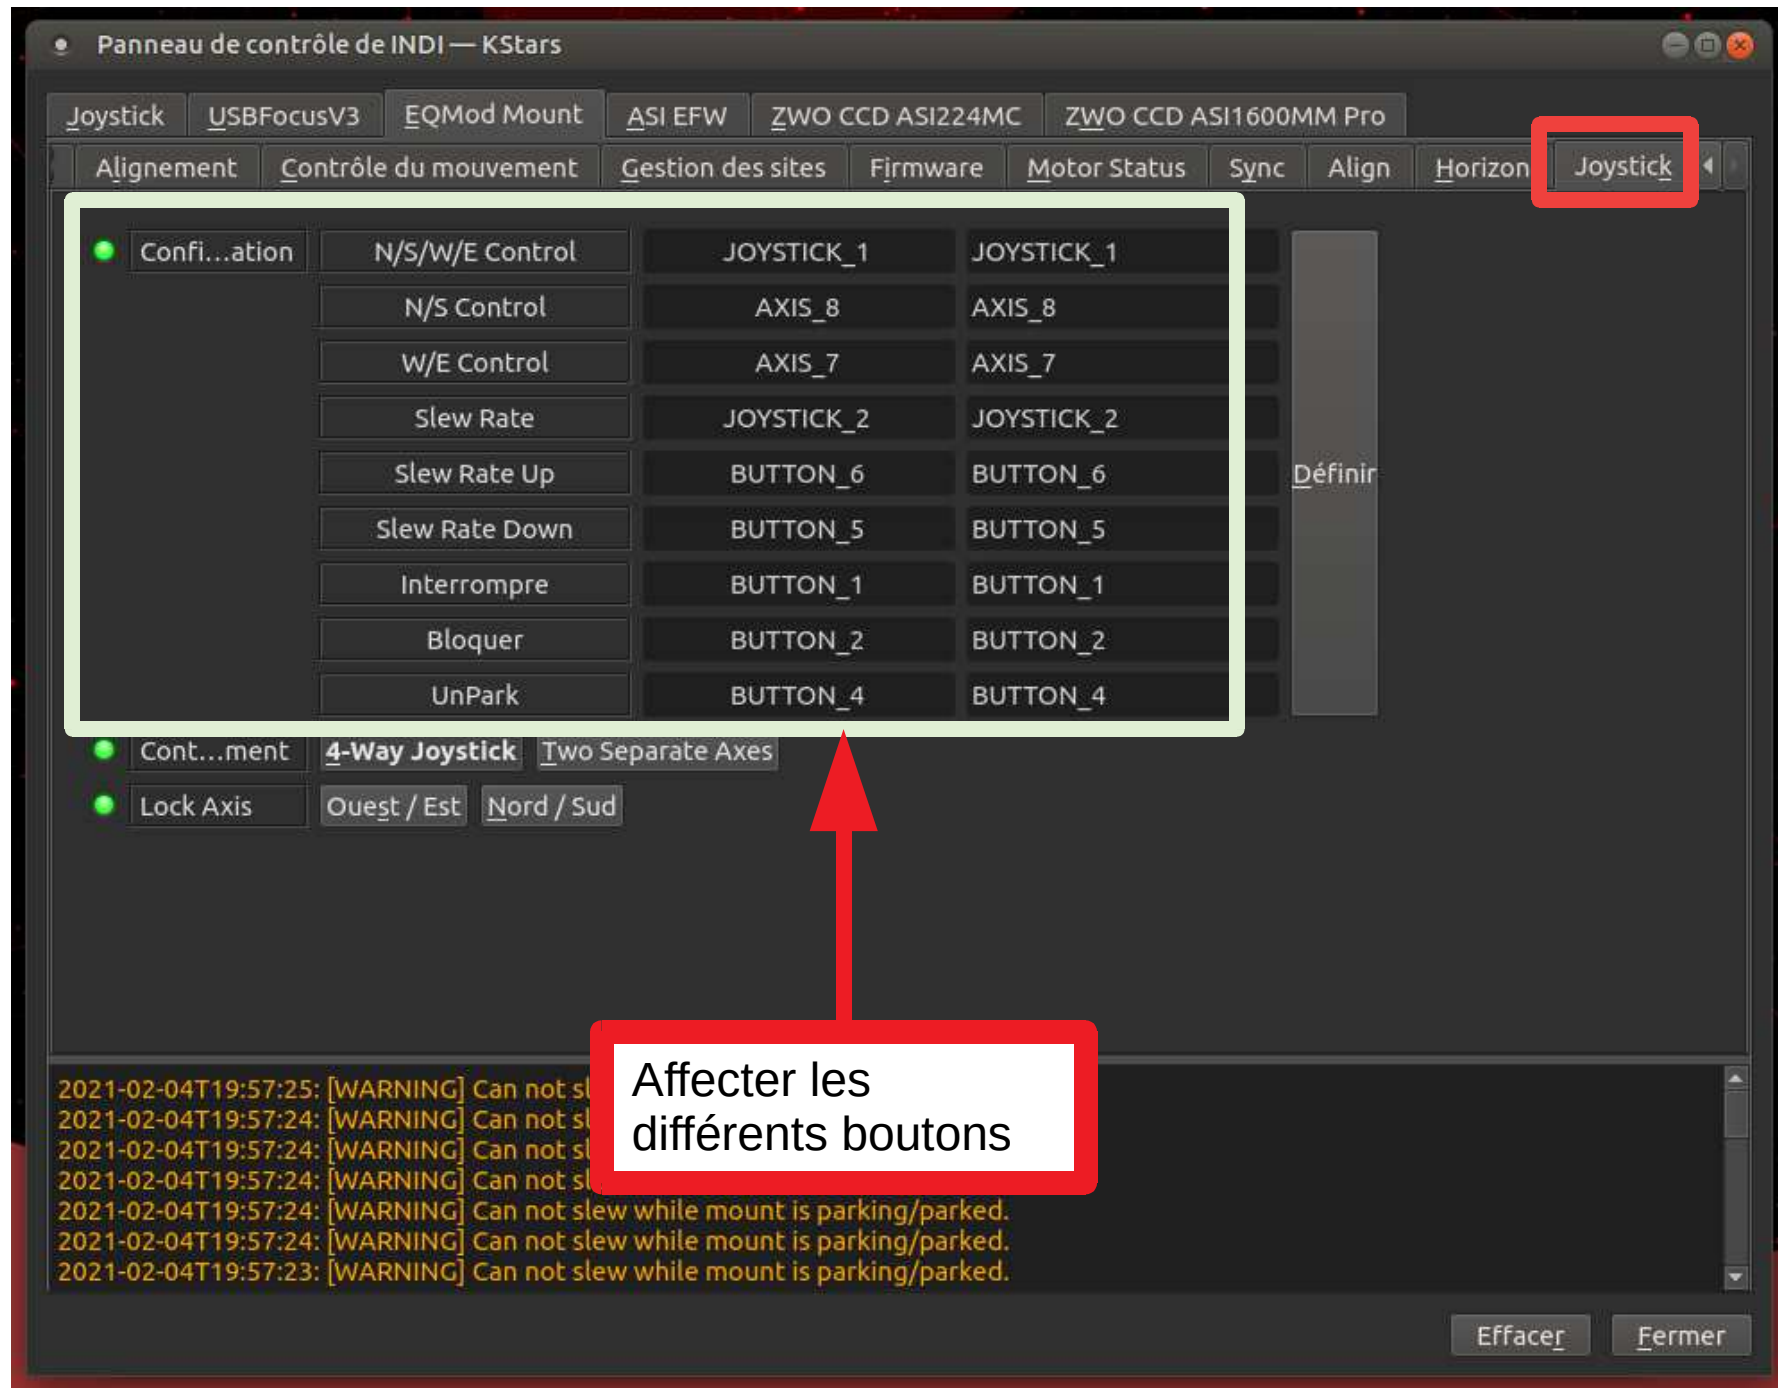 Panneau de contrôle de INDI — KStars
Joystick USBFocusV3 EQMod Mount ASI EFW ZWO CCD ASI224MC ZWO CCD ASI1600MM Pro
Alignement Contrôle du mouvement Gestion des sites Firmware Motor Status Sync Align Horizon Joystick
Confi...ation N/S/W/E Control JOYSTICK_1 JOYSTICK_1
N/S Control AXIS_8 AXIS_8
W/E Control AXIS_7 AXIS_7
Slew Rate JOYSTICK_2 JOYSTICK_2
Slew Rate Up BUTTON_6 BUTTON_6 Définir
Slew Rate Down BUTTON_5 BUTTON_5
Interrompre BUTTON_1 BUTTON_1
Bloquer BUTTON_2 BUTTON_2
UnPark BUTTON_4 BUTTON_4
Cont...ment 4-Way Joystick Two Separate Axes
Lock Axis Ouest / Est Nord / Sud
Affecter les
différents boutons
2021-02-04T19:57:25: [WARNING] Can not
2021-02-04T19:57:24: [WARNING] Can not
2021-02-04T19:57:24: [WARNING] Can not
2021-02-04T19:57:24: [WARNING] Can not
2021-02-04T19:57:24: [WARNING] Can not slew while mount is parking/parked.
2021-02-04T19:57:24: [WARNING] Can not slew while mount is parking/parked.
2021-02-04T19:57:23: [WARNING] Can not slew while mount is parking/parked.
Effacer Fermer